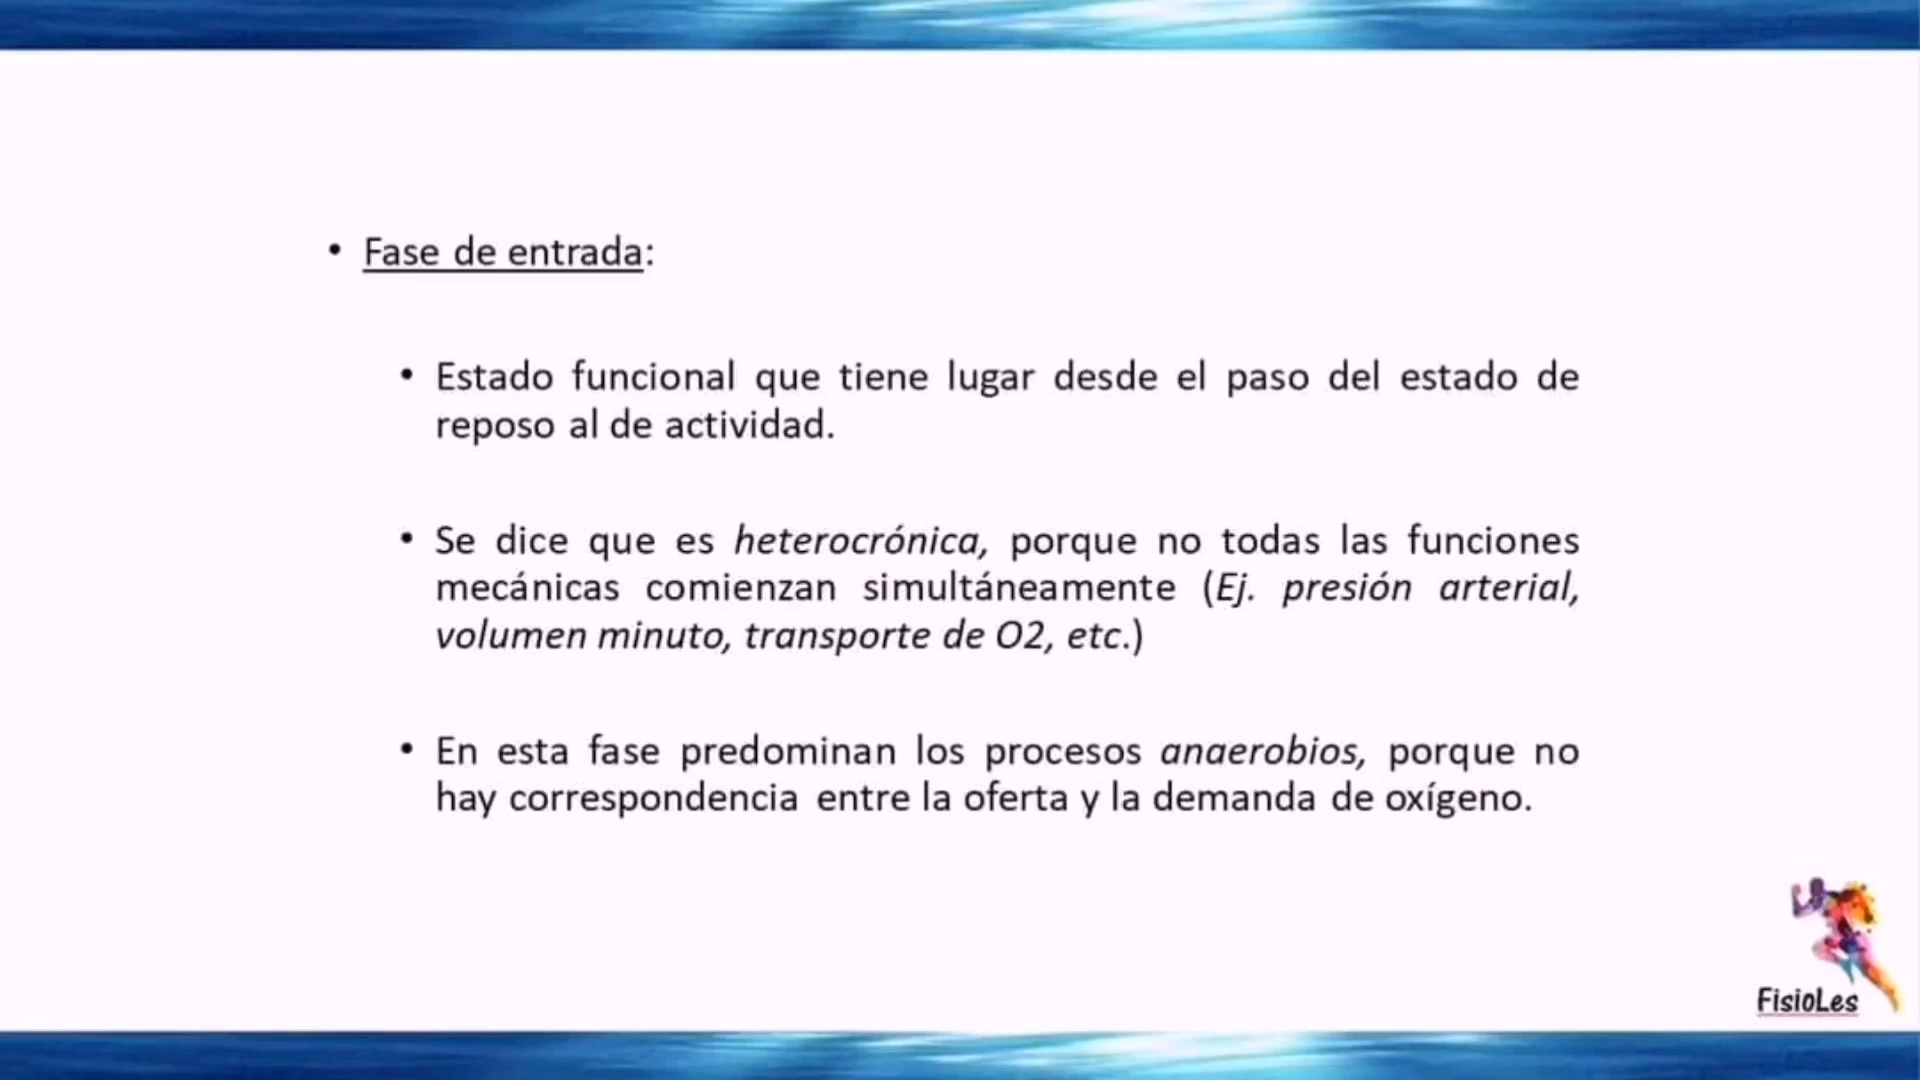 • Fase de entrada:
• Estado funcional que tiene lugar desde el paso del estado de
reposo al de actividad.
• Se dice que es heterocrónica, porque no todas las funciones
mecánicas comienzan simultáneamente (Ej. presión arterial,
volumen minuto, transporte de O2, etc.)
• En esta fase predominan los procesos anaerobios, porque no
hay correspondencia entre la oferta y la demanda de oxígeno.
FisioLes